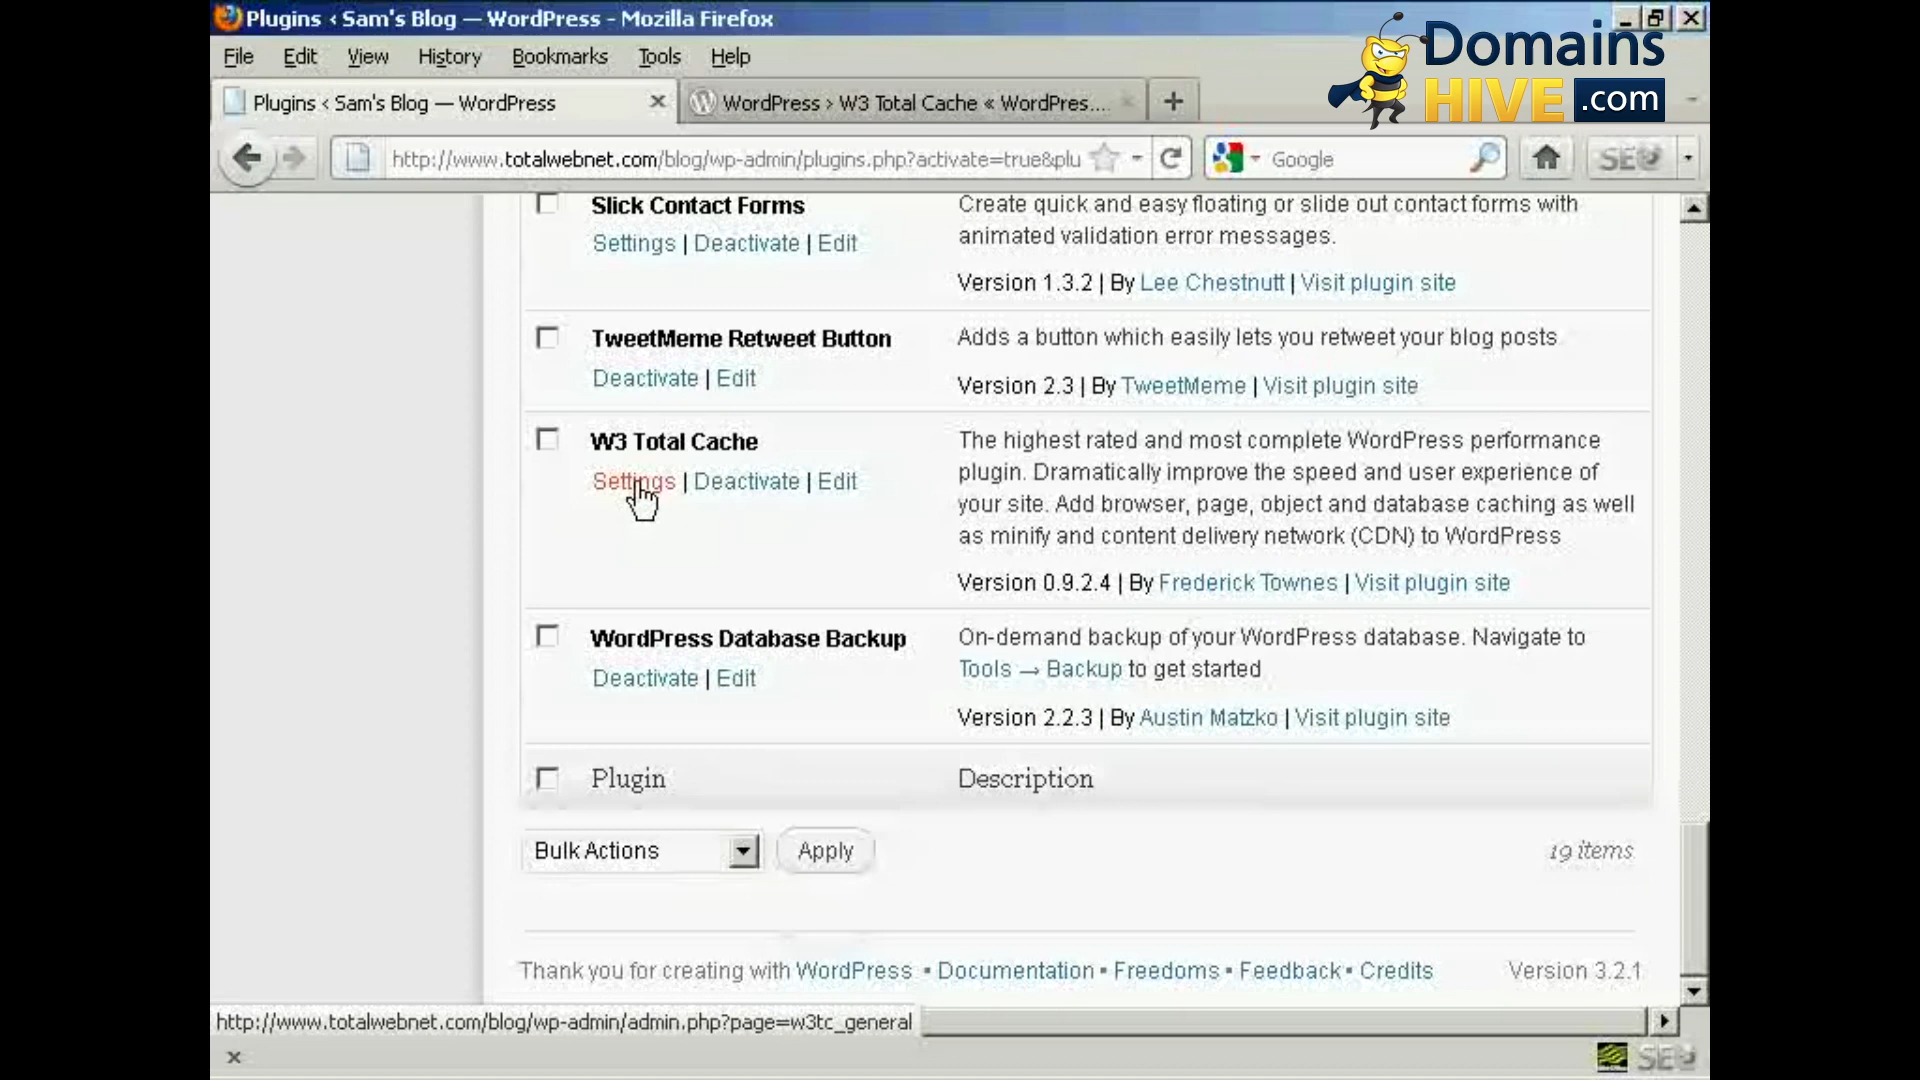 Plugins ‹ Sam's Blog — WordPress - Mozilla Firefox
Domains
HIVE.com
File Edit View History Bookmarks Tools Help
Plugins ‹ Sam's Blog — WordPress
WordPress › W3 Total Cache « WordPres....
http://www.totalwebnet.com/blog/wp-admin/plugins.php?activate=true&plu
Google
Slick Contact Forms
Settings | Deactivate | Edit
Create quick and easy floating or slide out contact forms with
animated validation error messages.
Version 1.3.2 | By Lee Chestnutt | Visit plugin site
TweetMeme Retweet Button
Deactivate | Edit
Adds a button which easily lets you retweet your blog posts
Version 2.3 | By TweetMeme | Visit plugin site
W3 Total Cache
Settings | Deactivate | Edit
The highest rated and most complete WordPress performance
plugin. Dramatically improve the speed and user experience of
your site. Add browser, page, object and database caching as well
as minify and content delivery network (CDN) to WordPress
Version 0.9.2.4 | By Frederick Townes | Visit plugin site
WordPress Database Backup
Deactivate | Edit
On-demand backup of your WordPress database. Navigate to
Tools → Backup to get started
Version 2.2.3 | By Austin Matzko | Visit plugin site
Plugin
Description
Bulk Actions
Apply
19 items
Thank you for creating with WordPress • Documentation • Freedoms • Feedback • Credits
Version 3.2.1
http://www.totalwebnet.com/blog/wp-admin/admin.php?page=w3tc_general